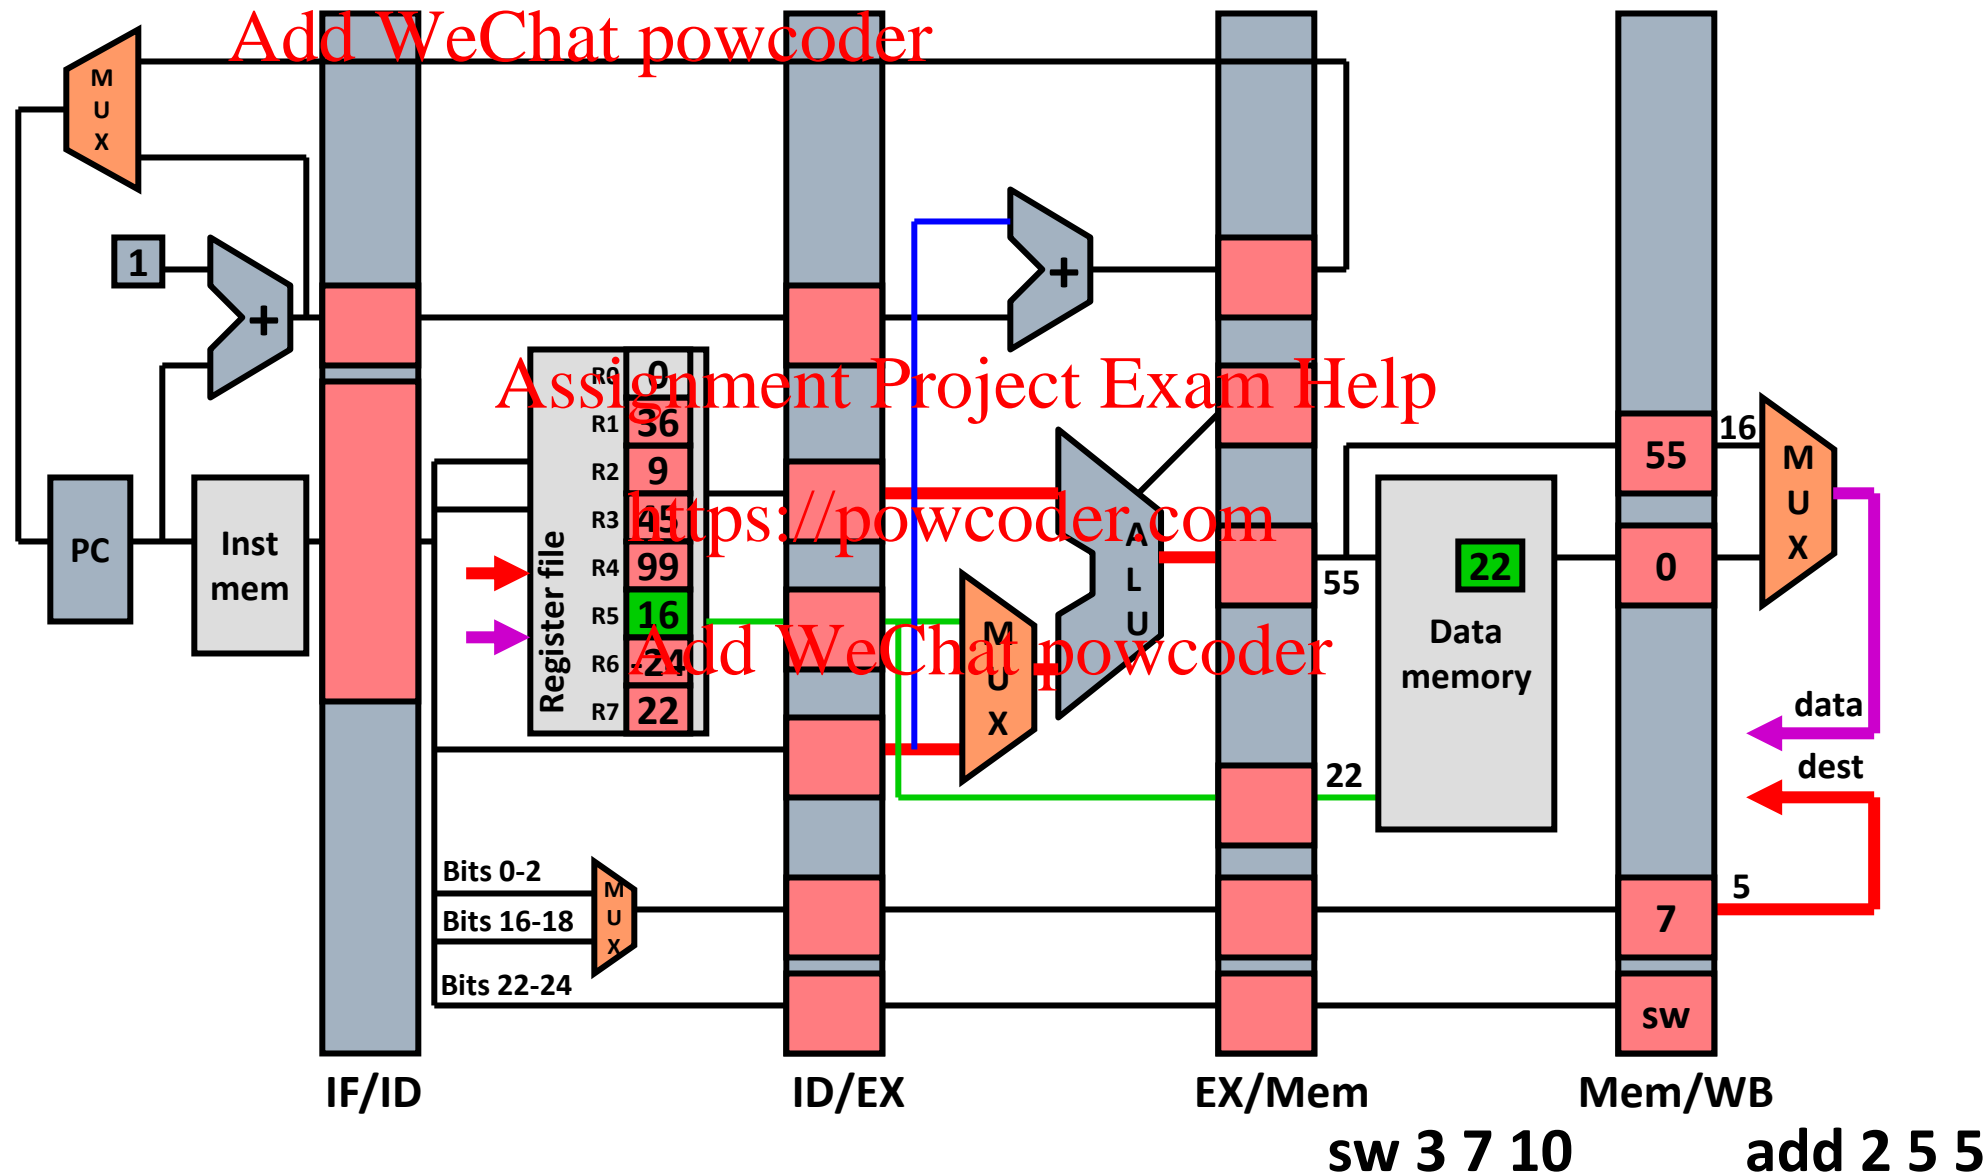 Add WeChat powcoder
M
U
X
1
+
+
R0 0
Assignment Project Exam Help
R1 36
R2 9
R3 45
https://powcoder.com
R4 99
R5 16
R6 -24
R7 22
Register file
Add WeChat powcoder
PC
Inst
mem
A
L
U
M
U
X
55
22
22
Data
memory
55
16
0
M
U
X
data
dest
Bits 0-2
Bits 16-18
Bits 22-24
M
U
X
7
5
sw
IF/ID
ID/EX
EX/Mem
Mem/WB
sw 3 7 10
add 2 5 5